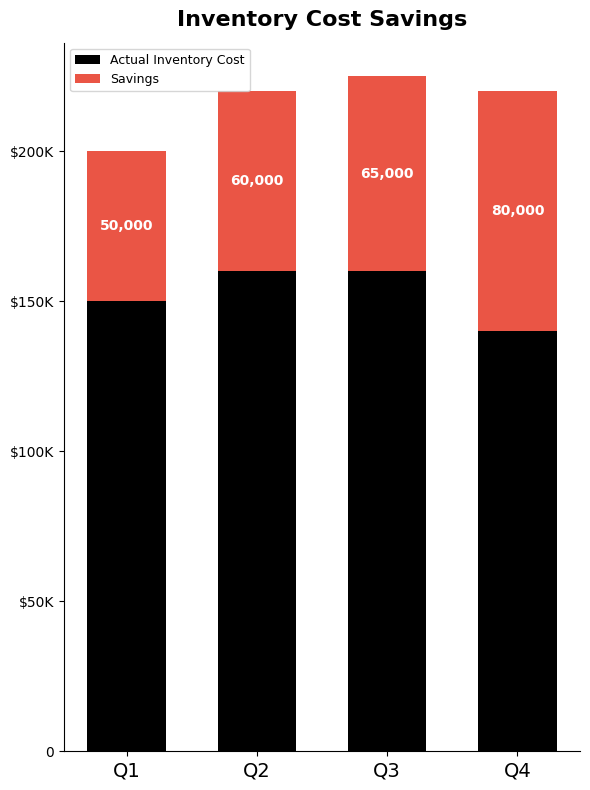 Inventory Cost Savings
Actual Inventory Cost
Savings
$200K
$150K
$100K
$50K
0
50,000
60,000
65,000
80,000
Q1
Q2
Q3
Q4